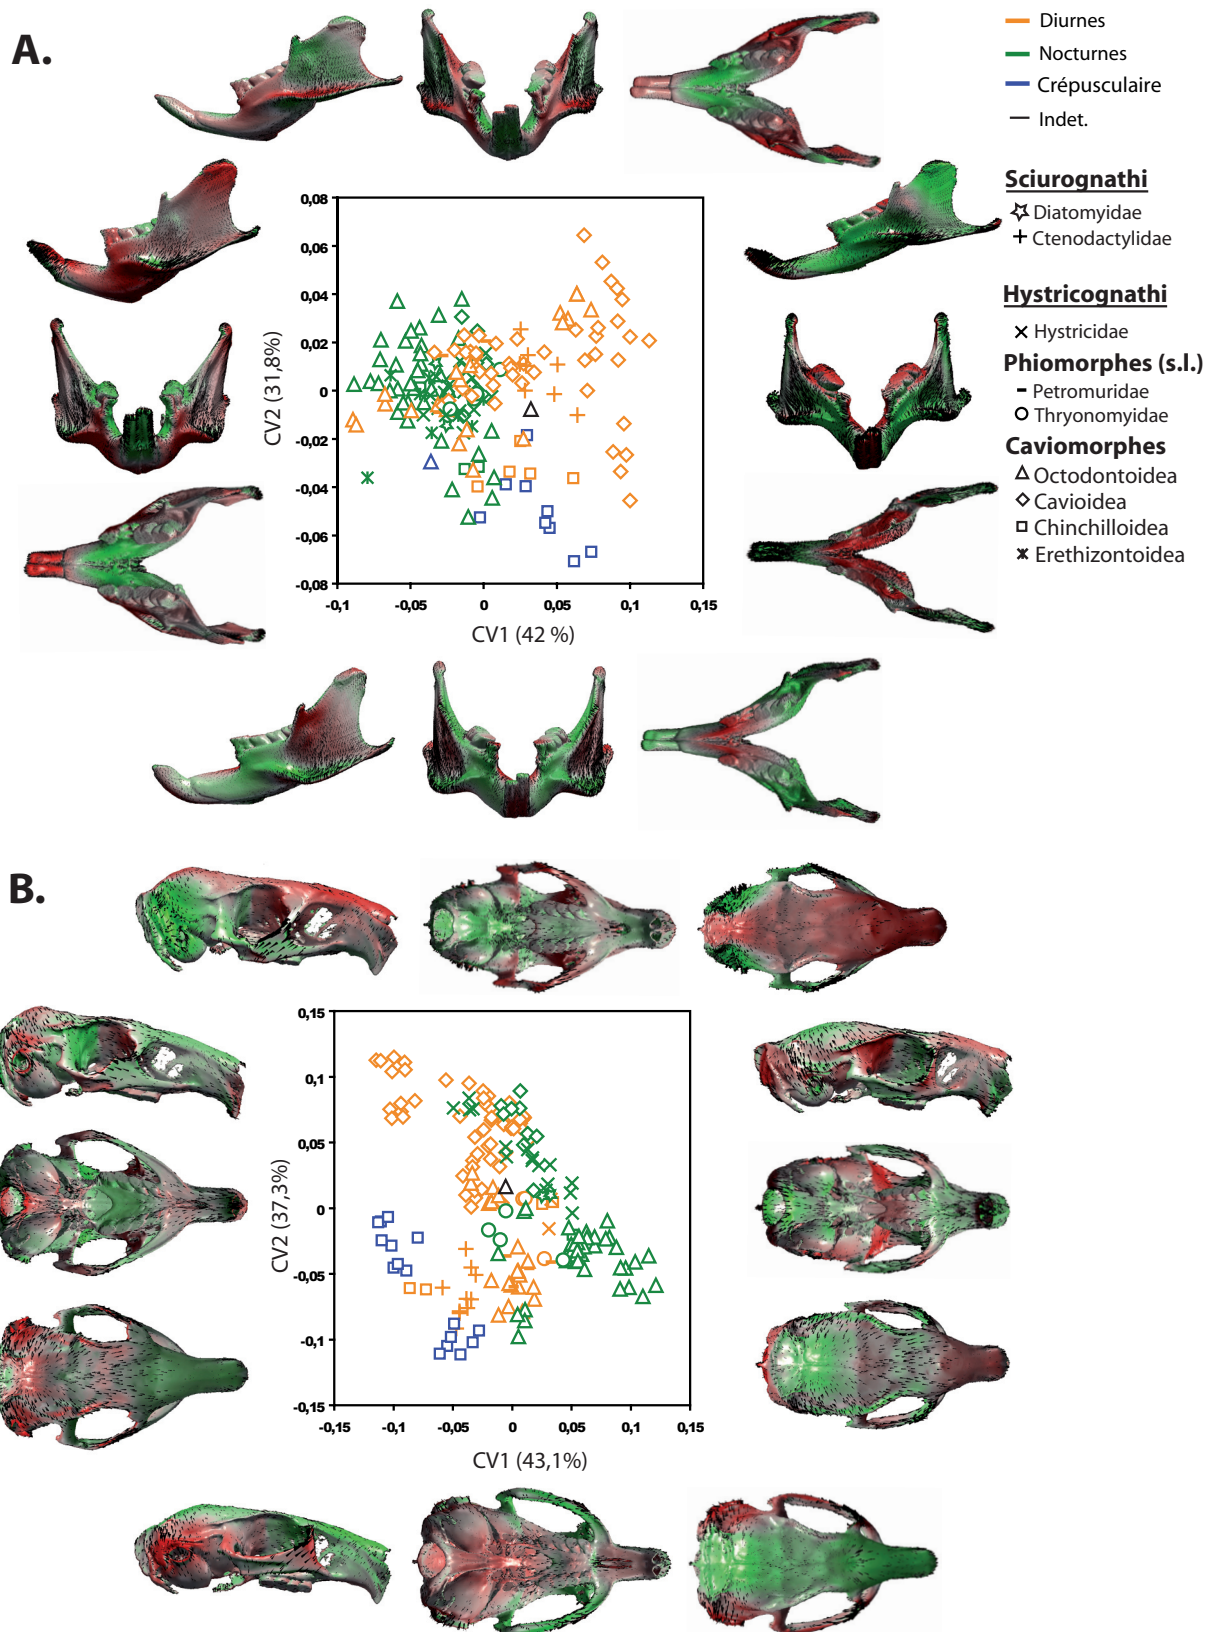 A.
Diurnes
Nocturnes
Crépusculaire
Indet.
Sciurognathi
Diatomyidae
Ctenodactylidae
Hystricognathi
Hystricidae
Phiomorphes (s.l.)
Petromuridae
Thryonomyidae
Caviomorphes
Octodontoidea
Cavioidea
Chinchilloidea
Erethizontoidea
0,08
0,06
0,04
0,02
0
-0,02
-0,04
-0,06
-0,08
CV2 (31,8%)
-0,1 -0,05 0 0,05 0,1 0,15
CV1 (42 %)
B.
0,15
0,1
0,05
0
-0,05
-0,1
-0,15
CV2 (37,3%)
-0,15 -0,1 -0,05 0 0,05 0,1 0,15
CV1 (43,1%)